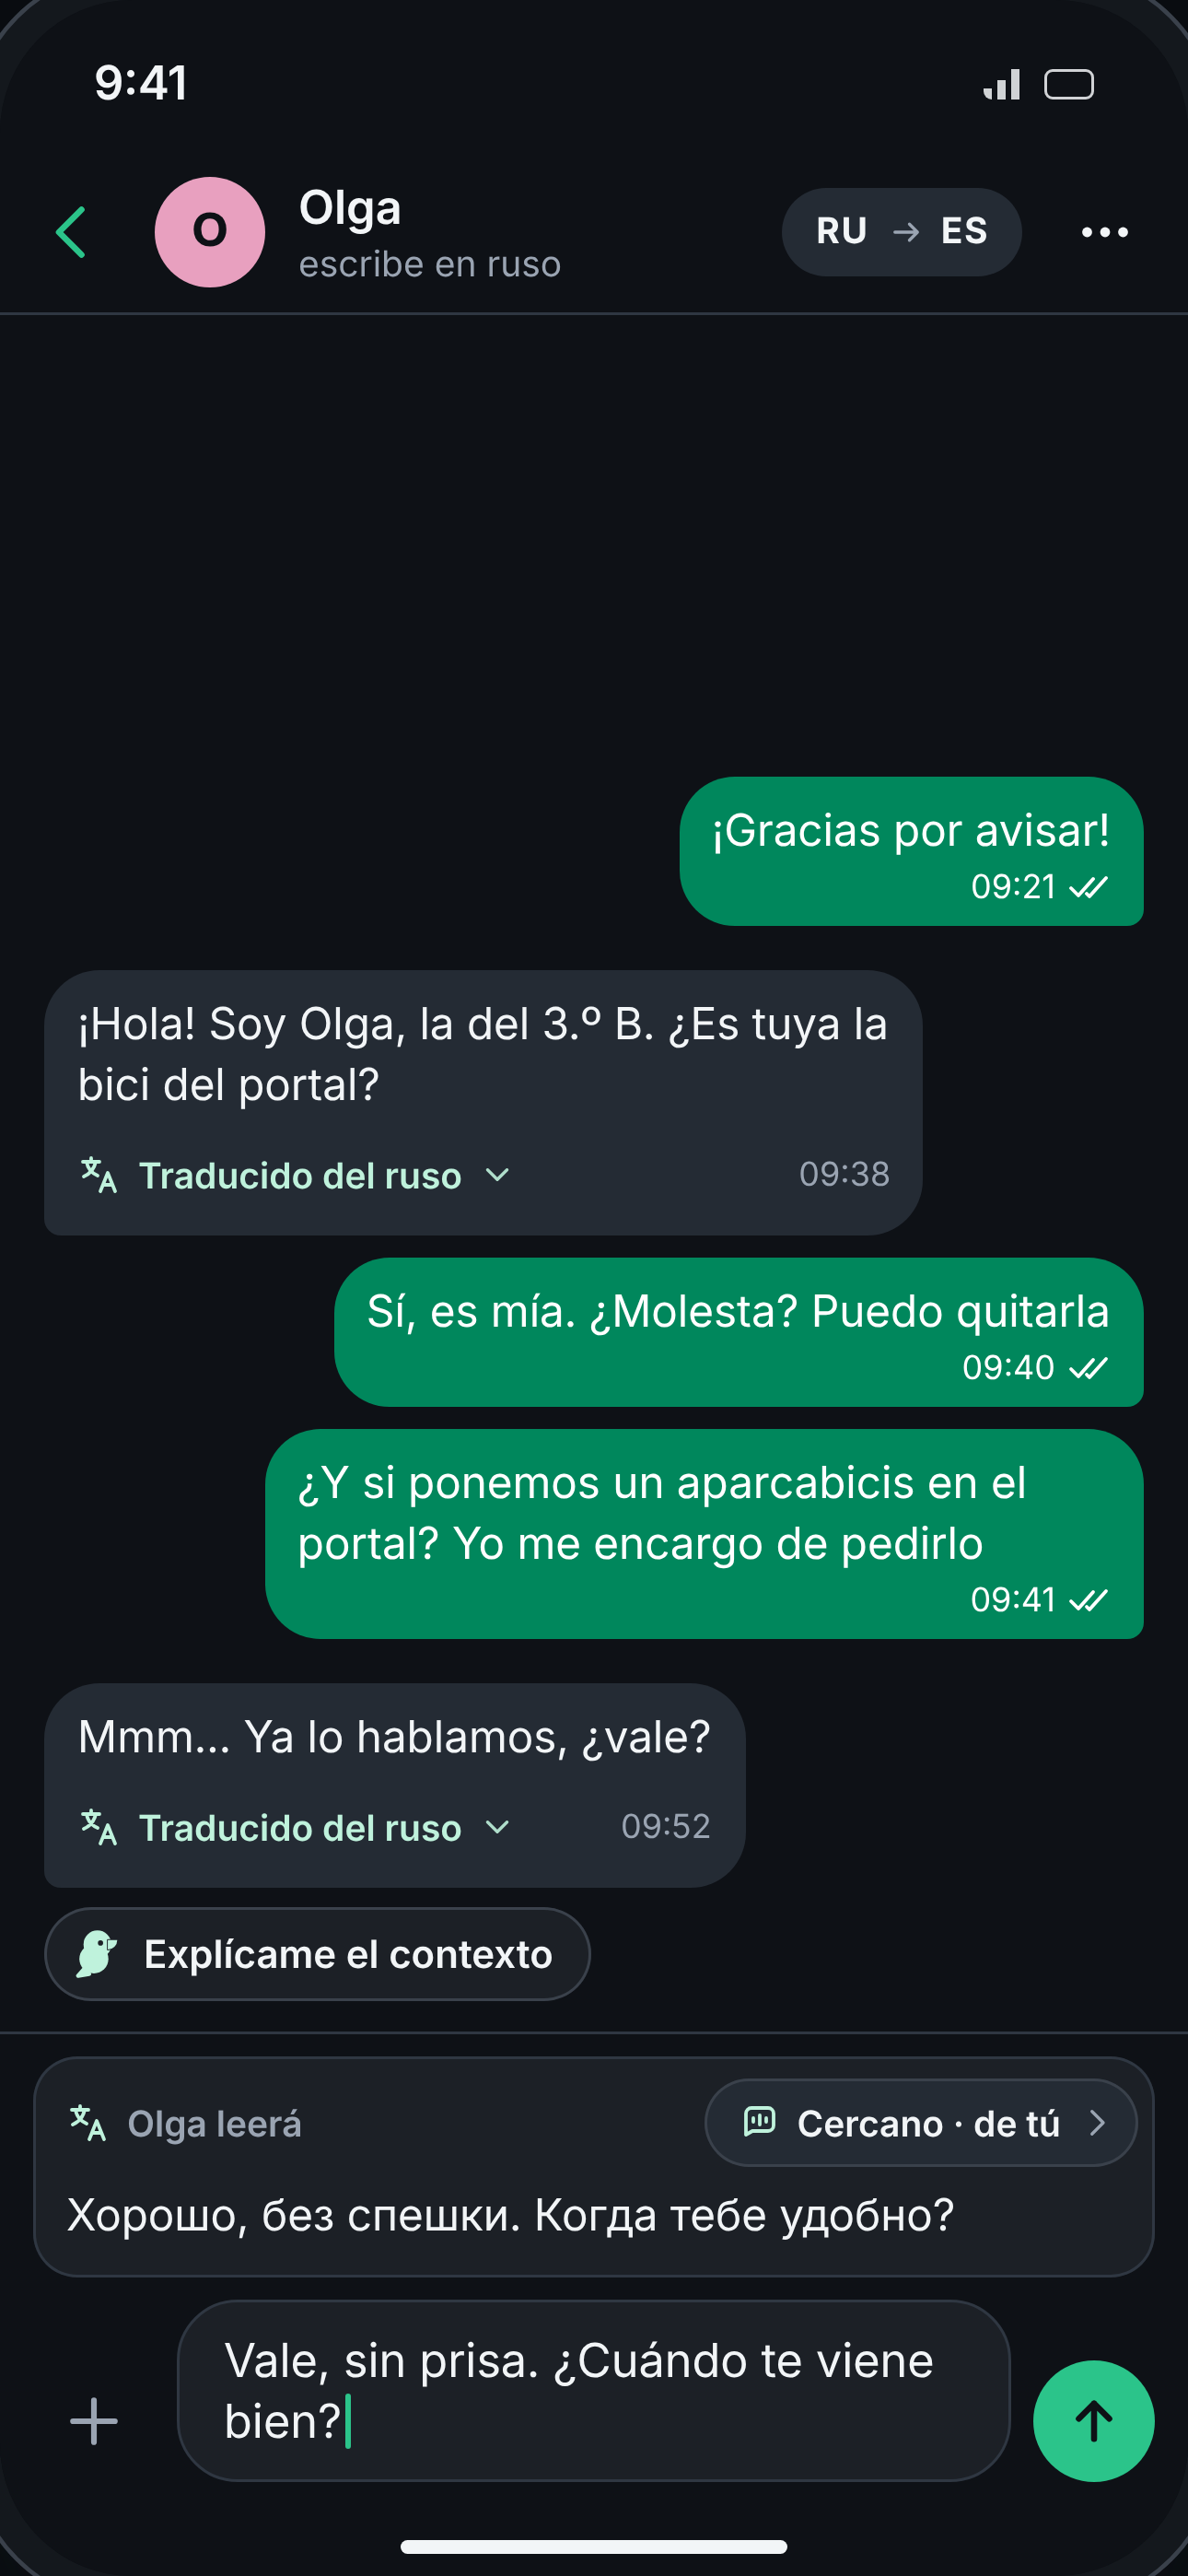 9:41
O
Olga
escribe en ruso
RU → ES
¡Gracias por avisar!
09:21
¡Hola! Soy Olga, la del 3.º B. ¿Es tuya la
bici del portal?
Traducido del ruso
09:38
Sí, es mía. ¿Molesta? Puedo quitarla
09:40
¿Y si ponemos un aparcabicis en el
portal? Yo me encargo de pedirlo
09:41
Mmm... Ya lo hablamos, ¿vale?
Traducido del ruso
09:52
Explícame el contexto
Olga leerá
Cercano · de tú
Хорошо, без спешки. Когда тебе удобно?
Vale, sin prisa. ¿Cuándo te viene
bien?